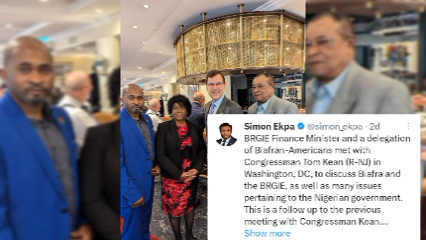 Simon Ekpa @simon_ekpa · 2d
BRGIE Finance Minister and a delegation
of Biafran-Americans met with
Congressman Tom Kean (R-NJ) in
Washington, DC, to discuss Biafra and
the BRGIE, as well as many issues
pertaining to the Nigerian government.
This is a follow up to the previous
meeting with Congressman Kean.....
Show more